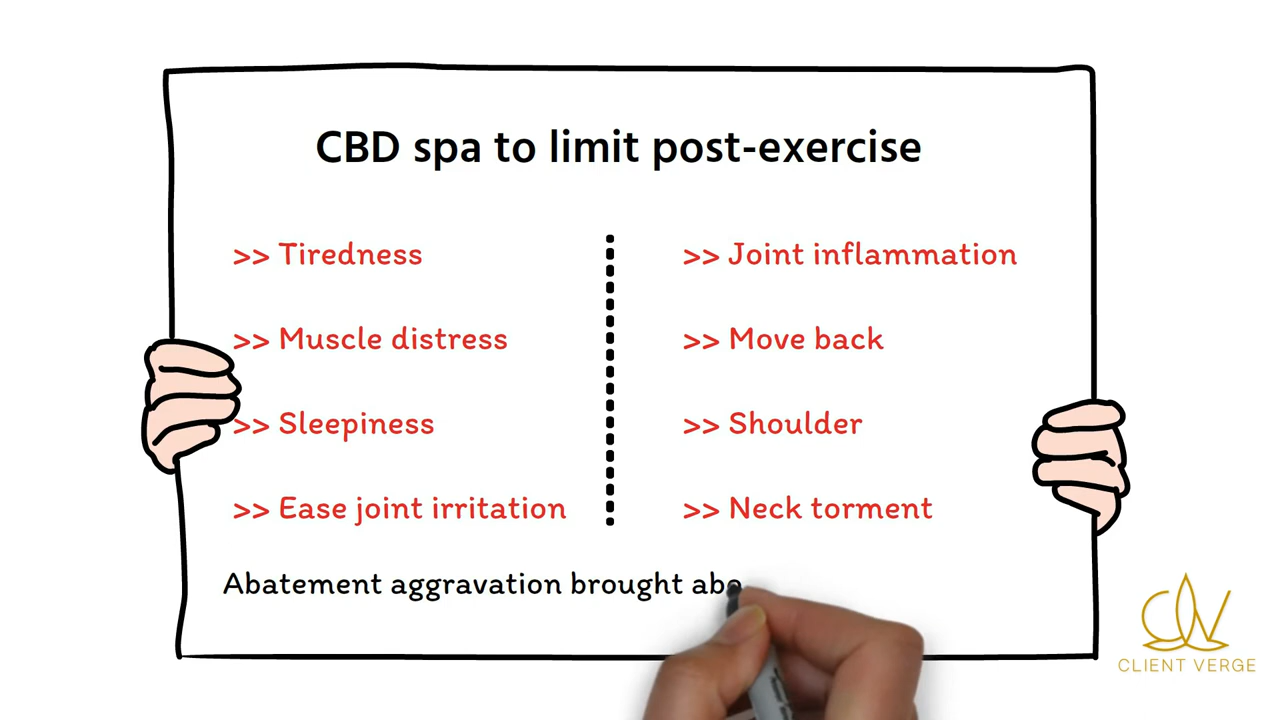 CBD spa to limit post-exercise
>> Tiredness
>> Muscle distress
>> Sleepiness
>> Ease joint irritation
>> Joint inflammation
>> Move back
>> Shoulder
>> Neck torment
Abatement aggravation brought abo
CLIENT VERGE